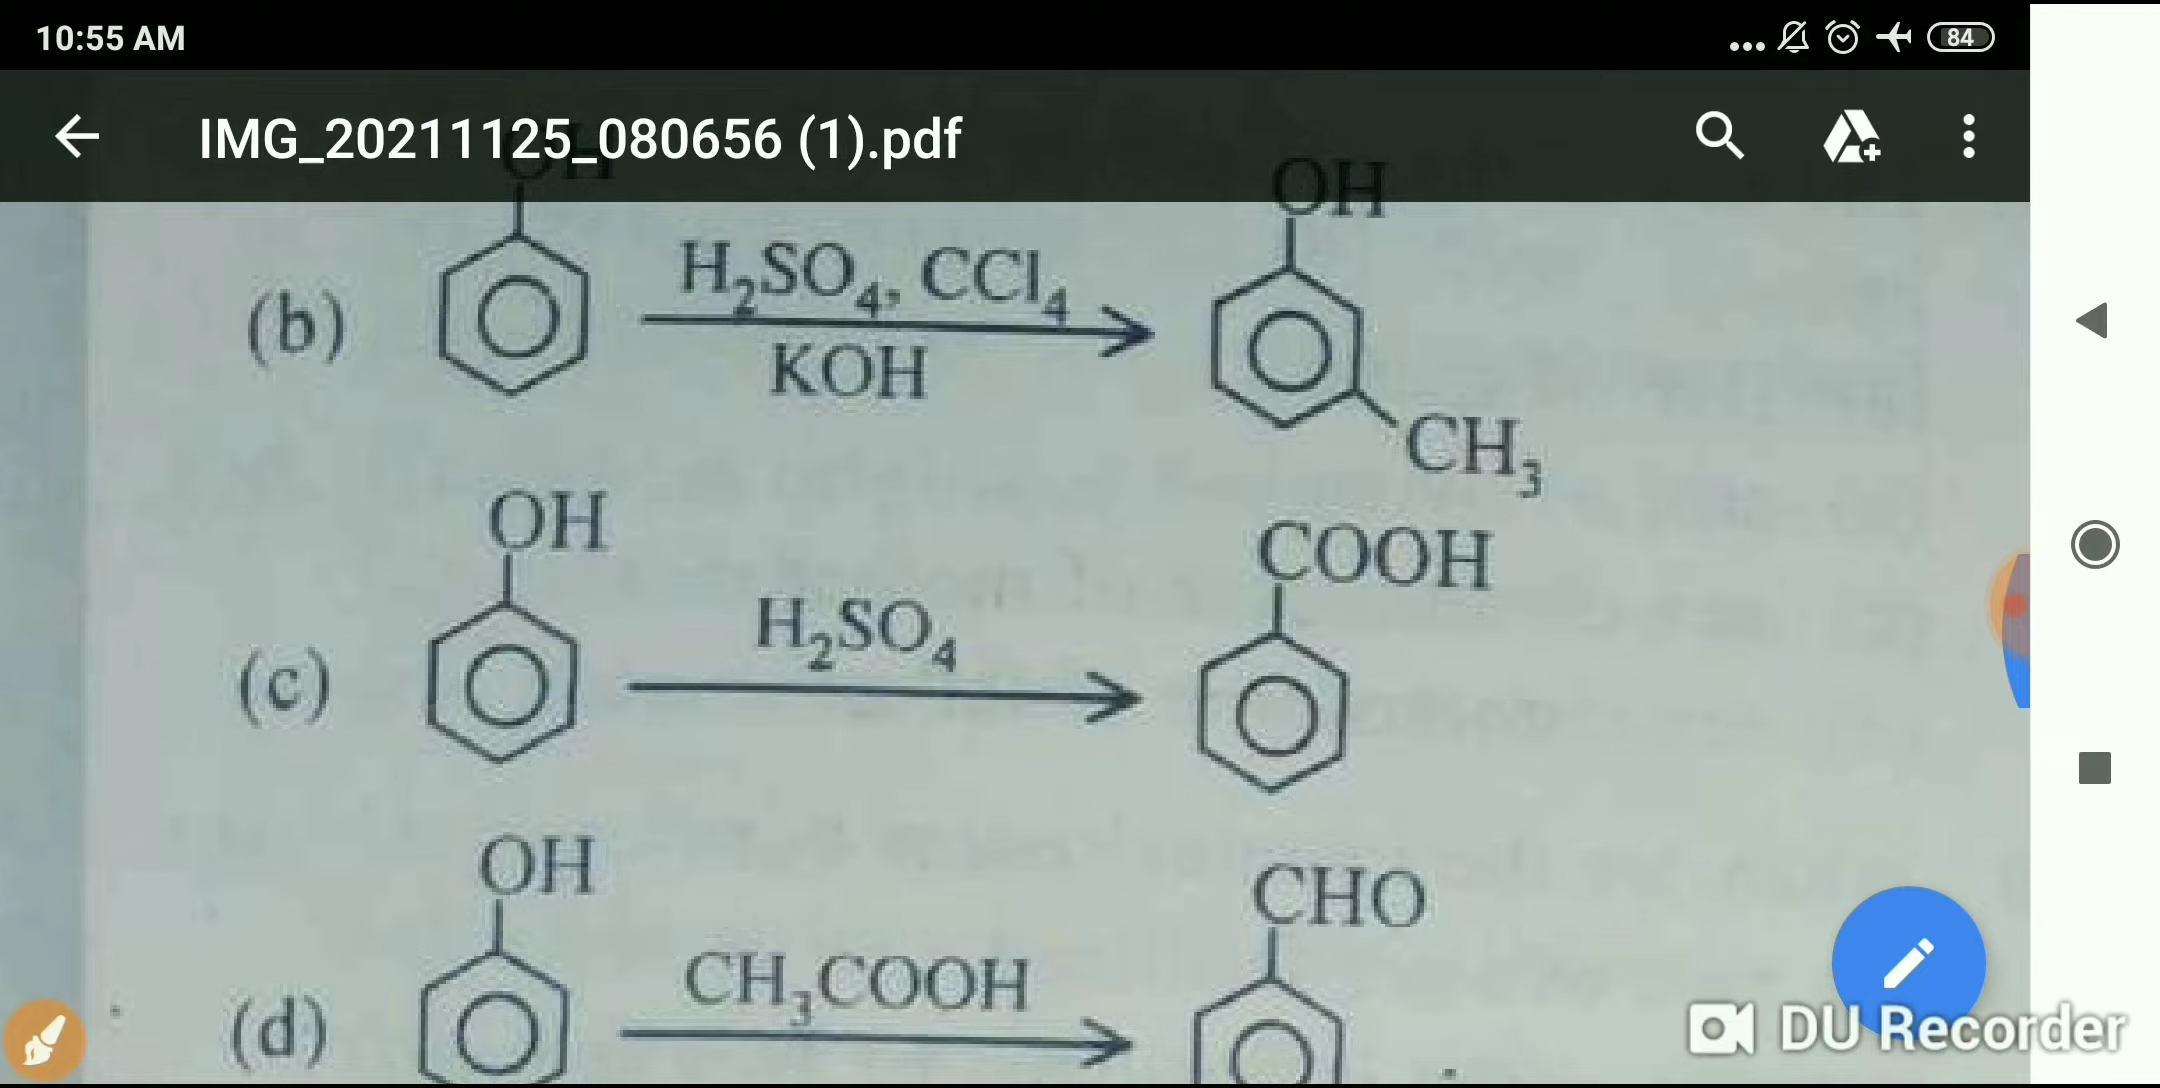 10:55 AM
84
IMG_20211125_080656 (1).pdf
OH
OH
(b)
H₂SO₄, CCl₄
KOH
CH₃
OH
COOH
(c)
H₂SO₄
OH
CHO
(d)
CH₃COOH
DU Recorder